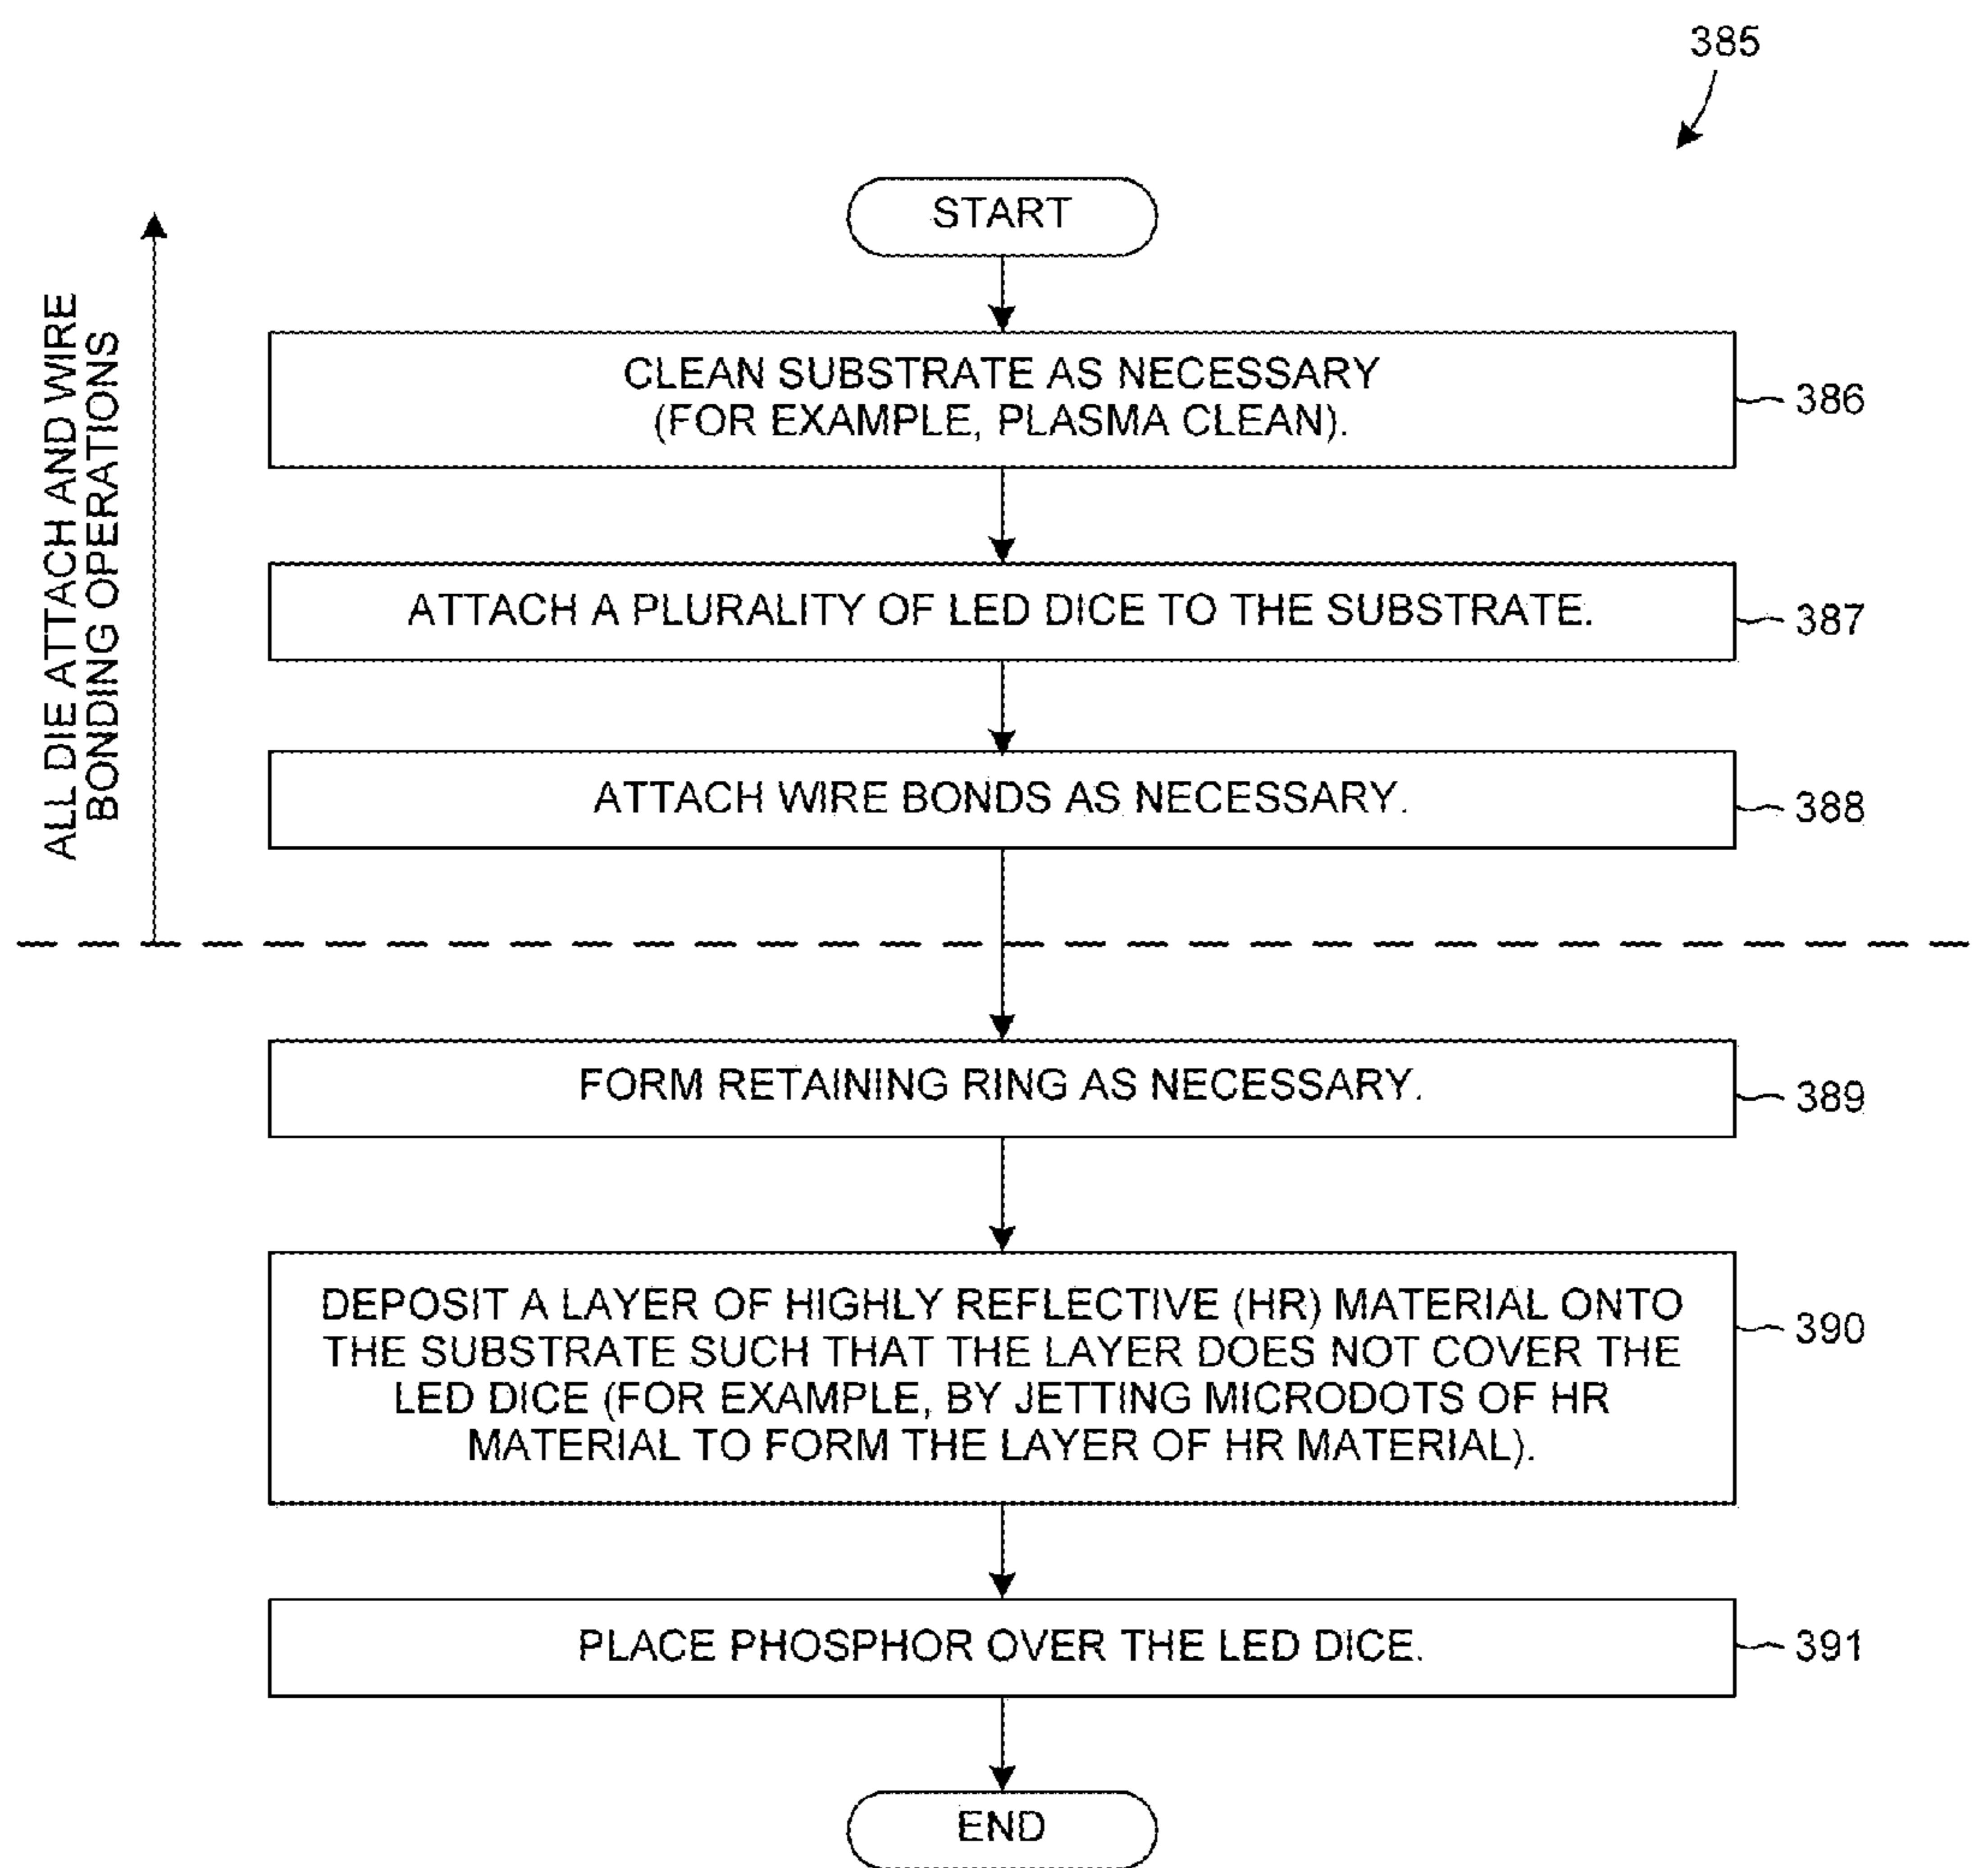 385
START
CLEAN SUBSTRATE AS NECESSARY
(FOR EXAMPLE, PLASMA CLEAN).
386
ATTACH A PLURALITY OF LED DICE TO THE SUBSTRATE.
387
ATTACH WIRE BONDS AS NECESSARY.
388
ALL DIE ATTACH AND WIRE
BONDING OPERATIONS
FORM RETAINING RING AS NECESSARY.
389
DEPOSIT A LAYER OF HIGHLY REFLECTIVE (HR) MATERIAL ONTO
THE SUBSTRATE SUCH THAT THE LAYER DOES NOT COVER THE
LED DICE (FOR EXAMPLE, BY JETTING MICRODOTS OF HR
MATERIAL TO FORM THE LAYER OF HR MATERIAL).
390
PLACE PHOSPHOR OVER THE LED DICE.
391
END